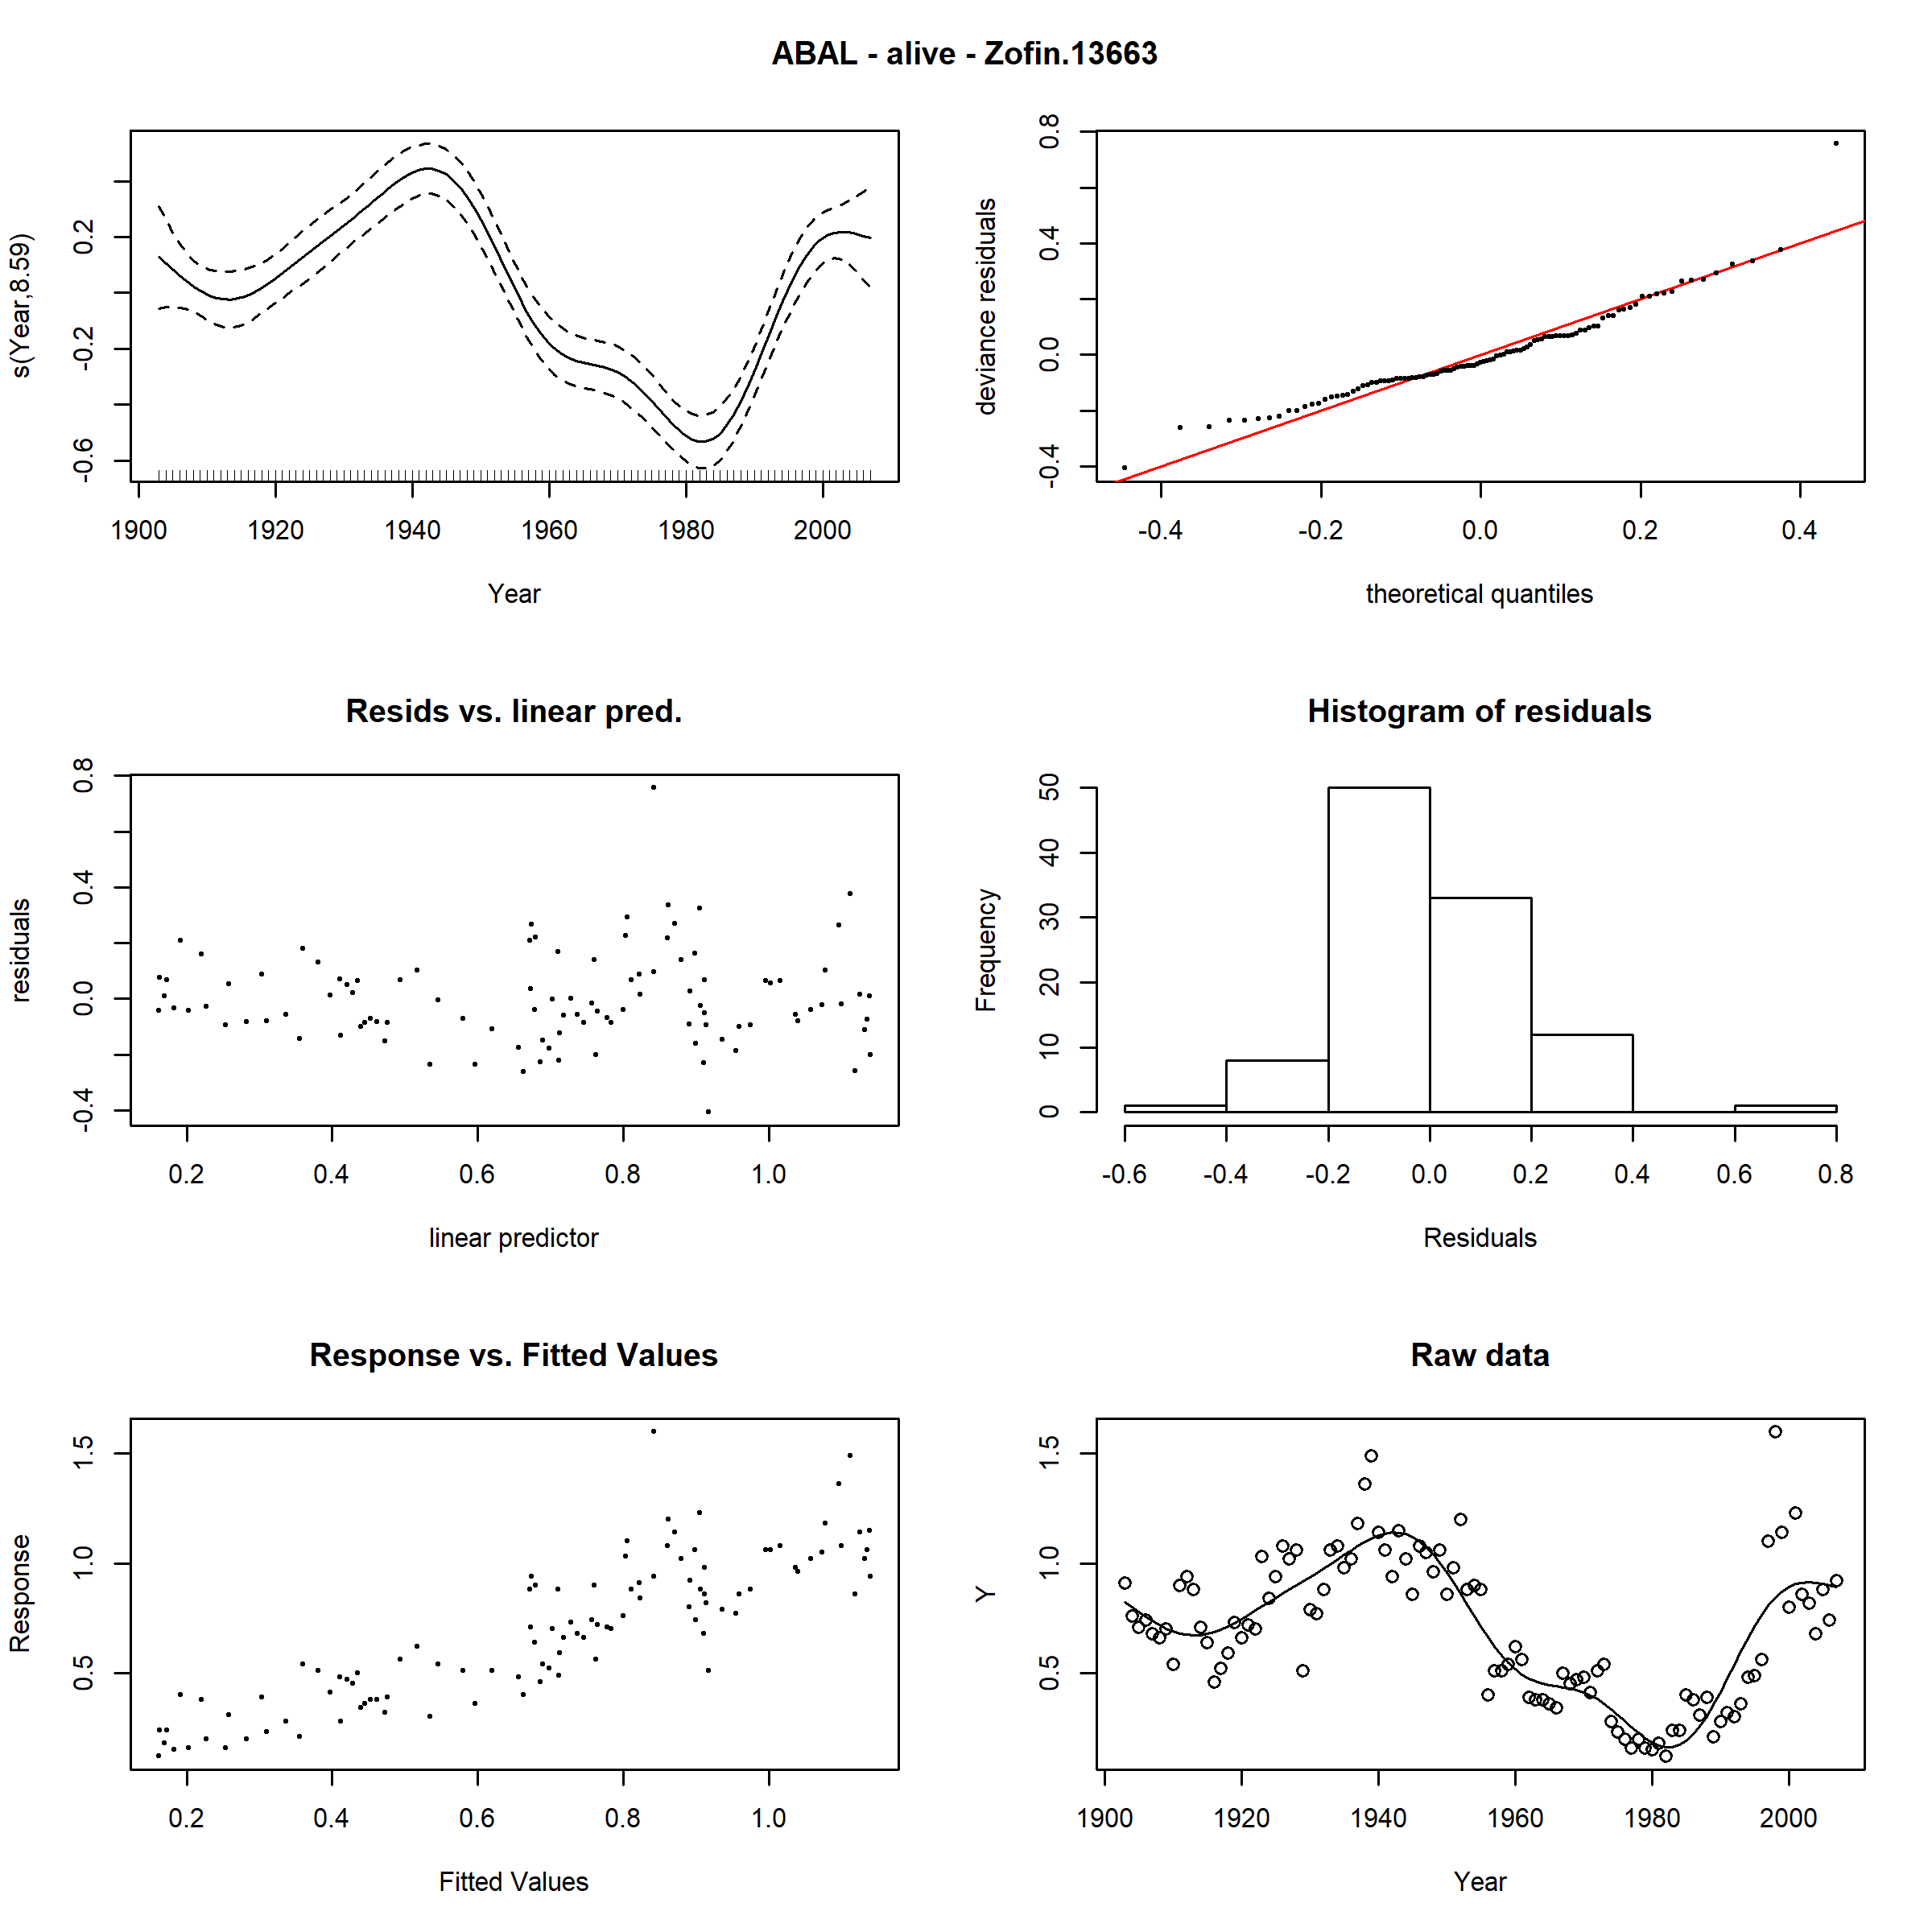 ABAL - alive - Zofin.13663
s(Year,8.59)
-0.6 -0.2 0.2
1900 1920 1940 1960 1980 2000
Year
deviance residuals
-0.4 0.0 0.4 0.8
-0.4 -0.2 0.0 0.2 0.4
theoretical quantiles
Resids vs. linear pred.
residuals
-0.4 0.0 0.4 0.8
0.2 0.4 0.6 0.8 1.0
linear predictor
Histogram of residuals
Frequency
0 10 20 30 40 50
-0.6 -0.4 -0.2 0.0 0.2 0.4 0.6 0.8
Residuals
Response vs. Fitted Values
Response
0.5 1.0 1.5
0.2 0.4 0.6 0.8 1.0
Fitted Values
Raw data
Y
0.5 1.0 1.5
1900 1920 1940 1960 1980 2000
Year